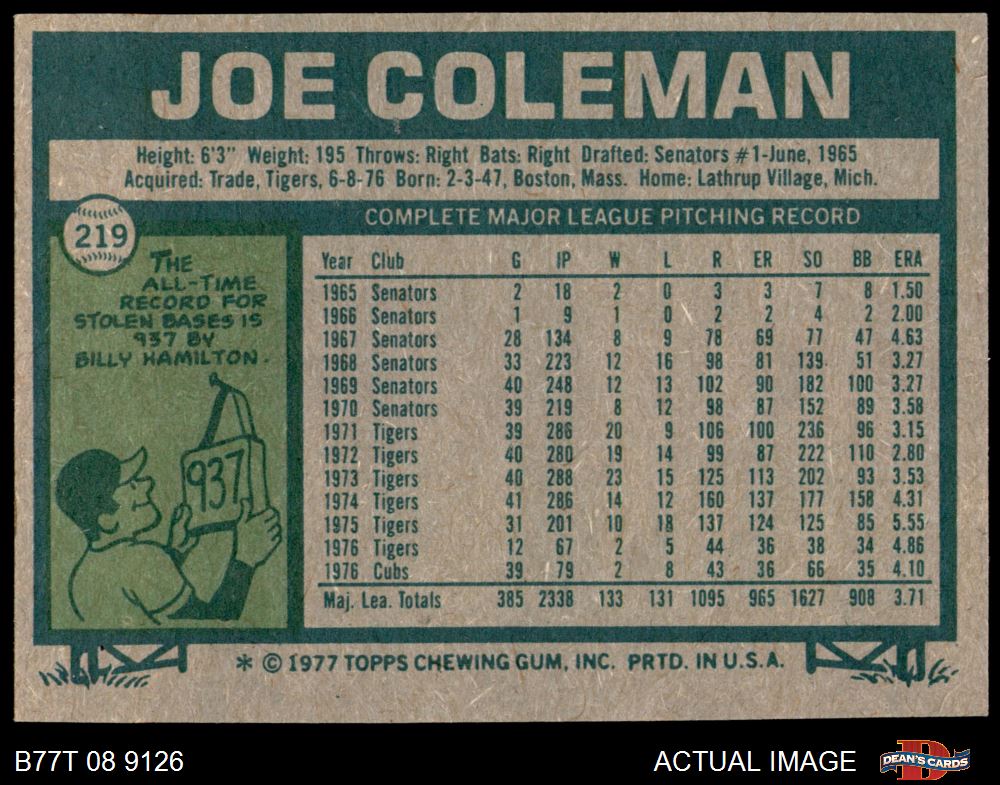 JOE COLEMAN
Height: 6'3" Weight: 195 Throws: Right Bats: Right Drafted: Senators #1-June, 1965
Acquired: Trade, Tigers, 6-8-76 Born: 2-3-47, Boston, Mass. Home: Lathrup Village, Mich.
219
THE
ALL-TIME
RECORD FOR
STOLEN BASES IS
937 BY
BILLY HAMILTON.
937
COMPLETE MAJOR LEAGUE PITCHING RECORD
Year Club G IP W L R ER SO BB ERA
1965 Senators 2 18 2 0 3 3 7 8 1.50
1966 Senators 1 9 1 0 2 2 4 2 2.00
1967 Senators 28 134 8 9 78 69 77 47 4.63
1968 Senators 33 223 12 16 98 81 139 51 3.27
1969 Senators 40 248 12 13 102 90 182 100 3.27
1970 Senators 39 219 8 12 98 87 152 89 3.58
1971 Tigers 39 286 20 9 106 100 236 96 3.15
1972 Tigers 40 280 19 14 99 87 222 110 2.80
1973 Tigers 40 288 23 15 125 113 202 93 3.53
1974 Tigers 41 286 14 12 160 137 177 158 4.31
1975 Tigers 31 201 10 18 137 124 125 85 5.55
1976 Tigers 12 67 2 5 44 36 38 34 4.86
1976 Cubs 39 79 2 8 43 36 66 35 4.10
Maj. Lea. Totals 385 2338 133 131 1095 965 1627 908 3.71
* © 1977 TOPPS CHEWING GUM, INC. PRTD. IN U.S.A.
B77T 08 9126
ACTUAL IMAGE
DEAN'S CARDS